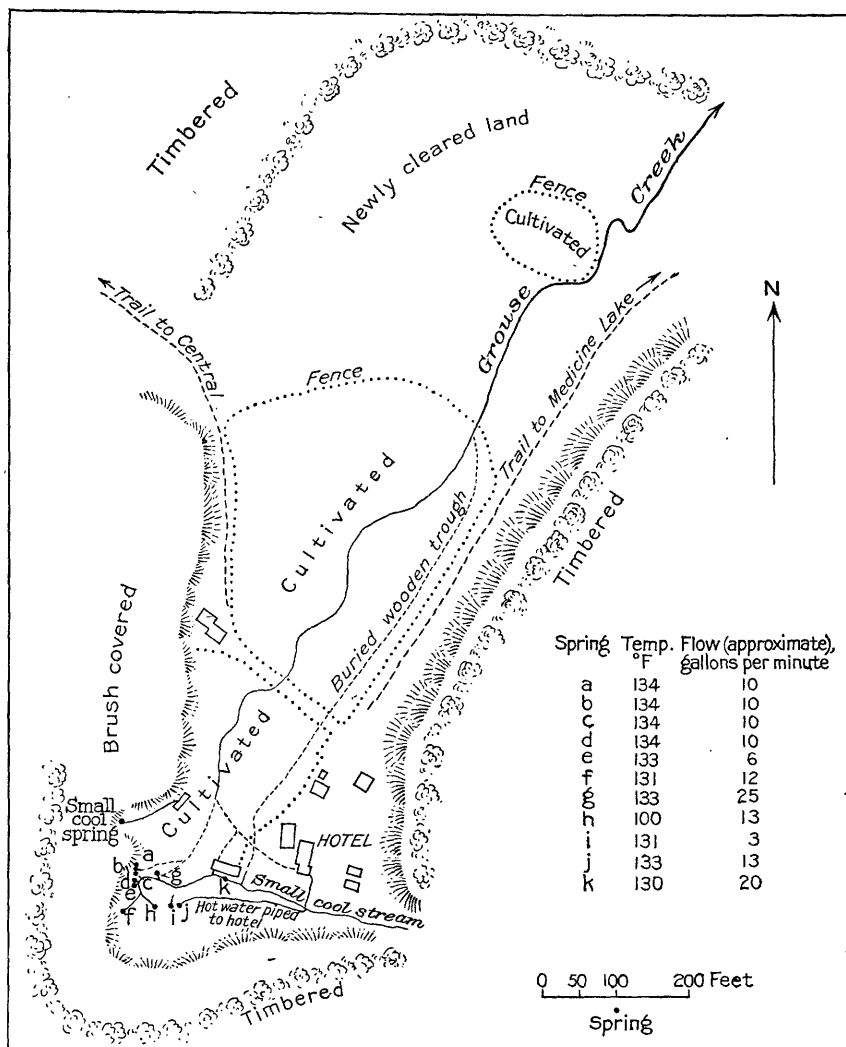 Timbered
Newly cleared land
Fence
Cultivated
Creek
Grouse
N
Trail to Central
Trail to Medicine Lake
Fence
Cultivated
Buried wooden trough
Timbered
Brush covered
Cultivated
Small
cool
spring
HOTEL
a
b
c
d
e
f
g
h
i
j
k
Small cool stream
Hot water piped
to hotel
Timbered
Spring Temp. °F Flow (approximate), gallons per minute
a 134 10
b 134 10
c 134 10
d 134 10
e 133 6
f 131 12
g 133 25
h 100 13
i 131 3
j 133 13
k 130 20
0 50 100 200 Feet
Spring